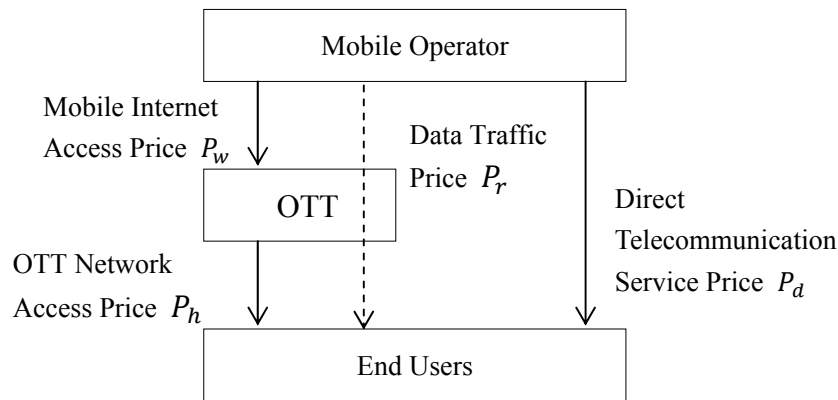 Mobile Operator
Mobile Internet
Access Price P_w
Data Traffic
Price P_r
OTT
Direct
Telecommunication
Service Price P_d
OTT Network
Access Price P_h
End Users